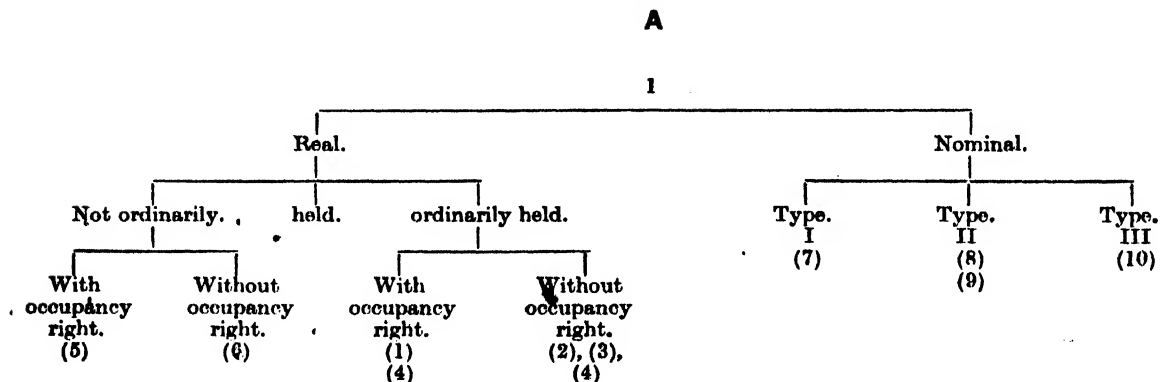 A
1
Real. Nominal.
Not ordinarily. held. ordinarily held. Type. Type. Type.
I II III
(7) (8) (10)
(9)
With Without With Without
occupancy occupancy occupancy occupancy
right. right. right. right.
(5) (6) (1) (2), (3),
(4) (4)